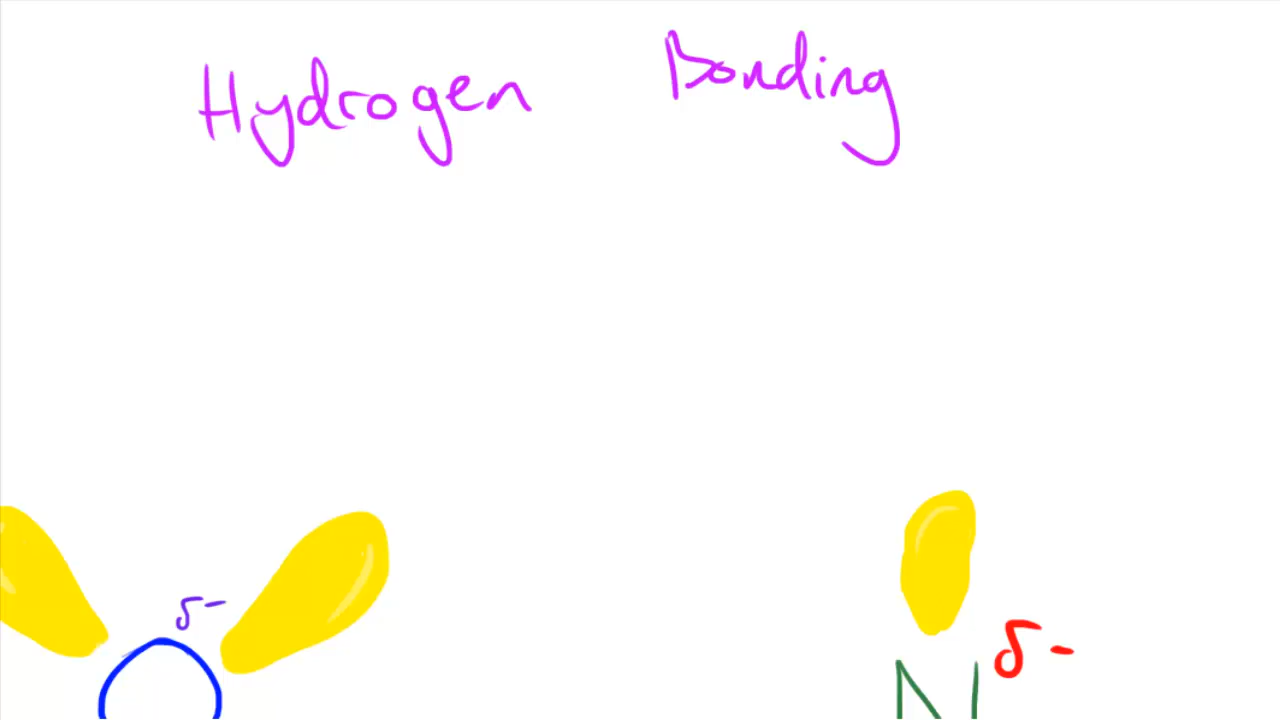 Hydrogen Bonding
δ-
δ-
O
N